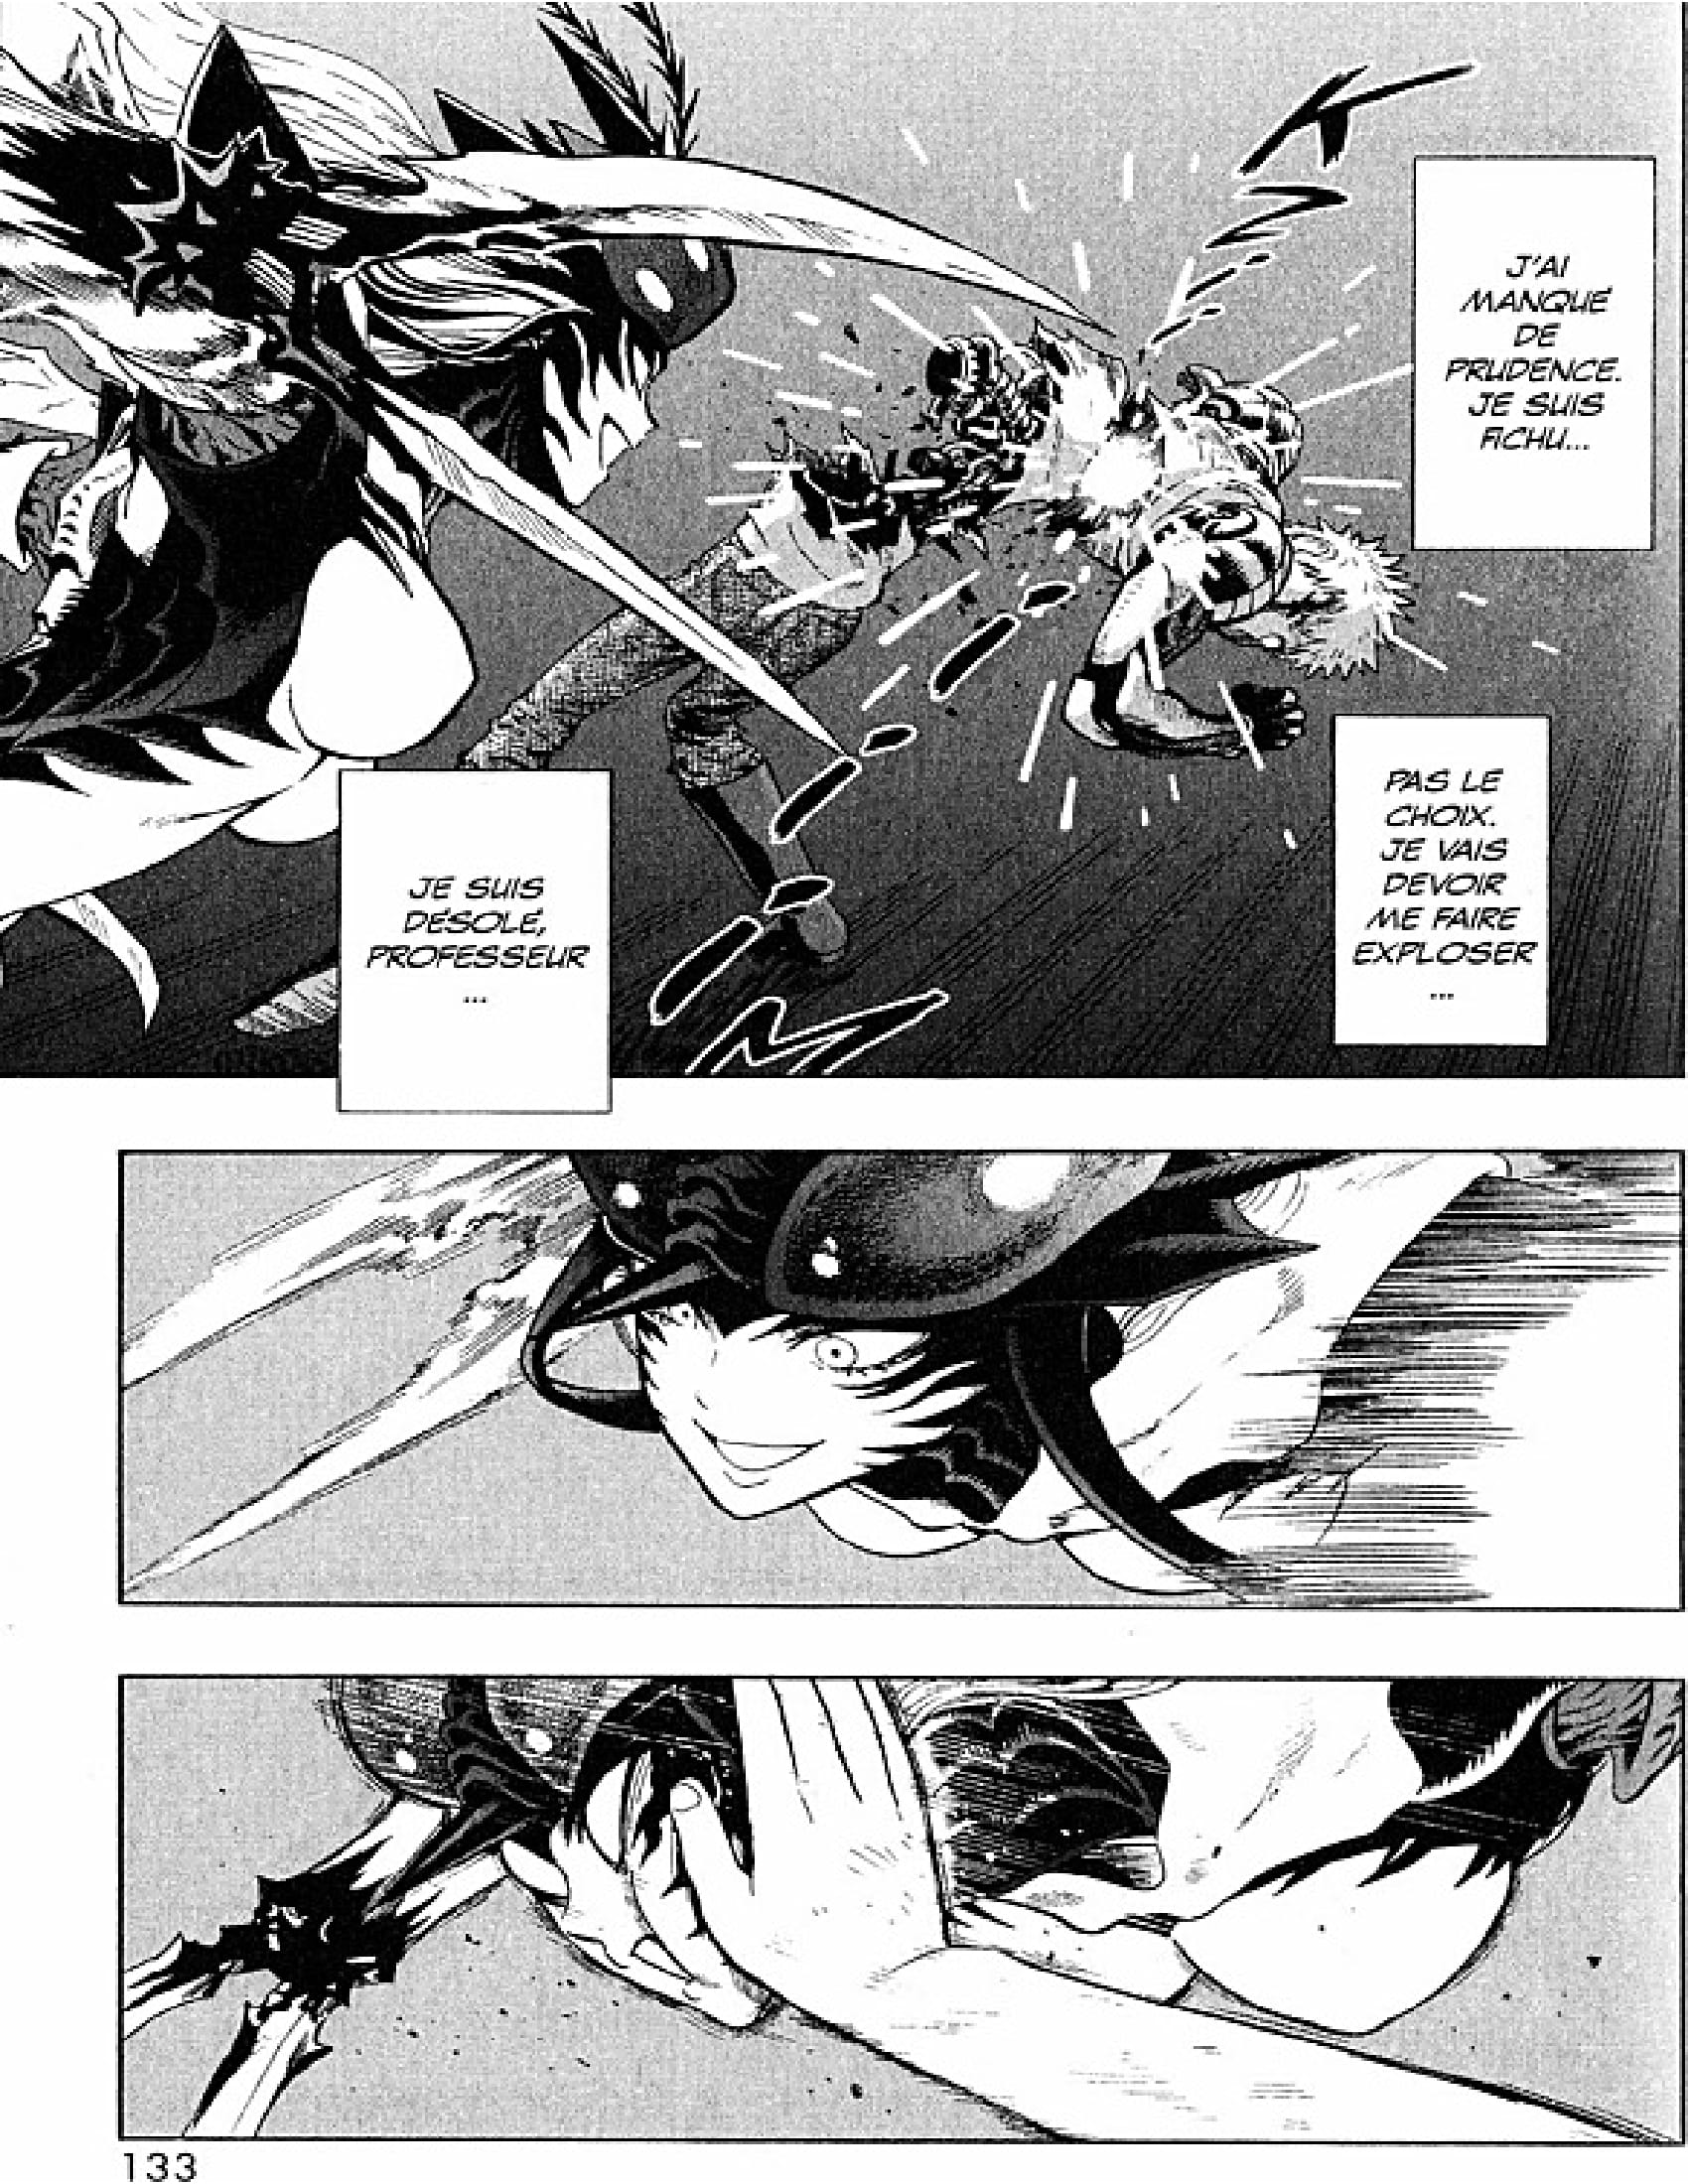 J'AI
MANQUÉ
DE
PRUDENCE.
JE SUIS
FICHU...
PAS LE
CHOIX.
JE VAIS
DEVOIR
ME FAIRE
EXPLOSER
...
JE SUIS
DÉSOLÉ,
PROFESSEUR
...
133